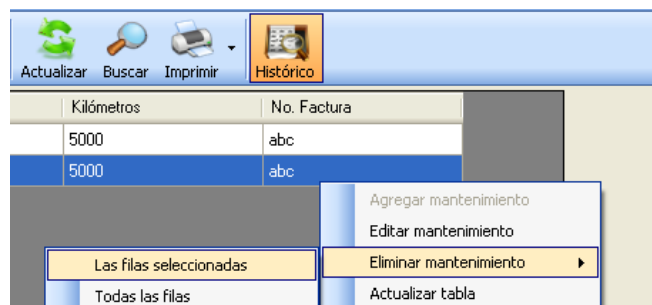 Actualizar Buscar Imprimir Histórico
Kilómetros No. Factura
5000 abc
5000 abc
Agregar mantenimiento
Editar mantenimiento
Las filas seleccionadas Eliminar mantenimiento
Todas las filas Actualizar tabla